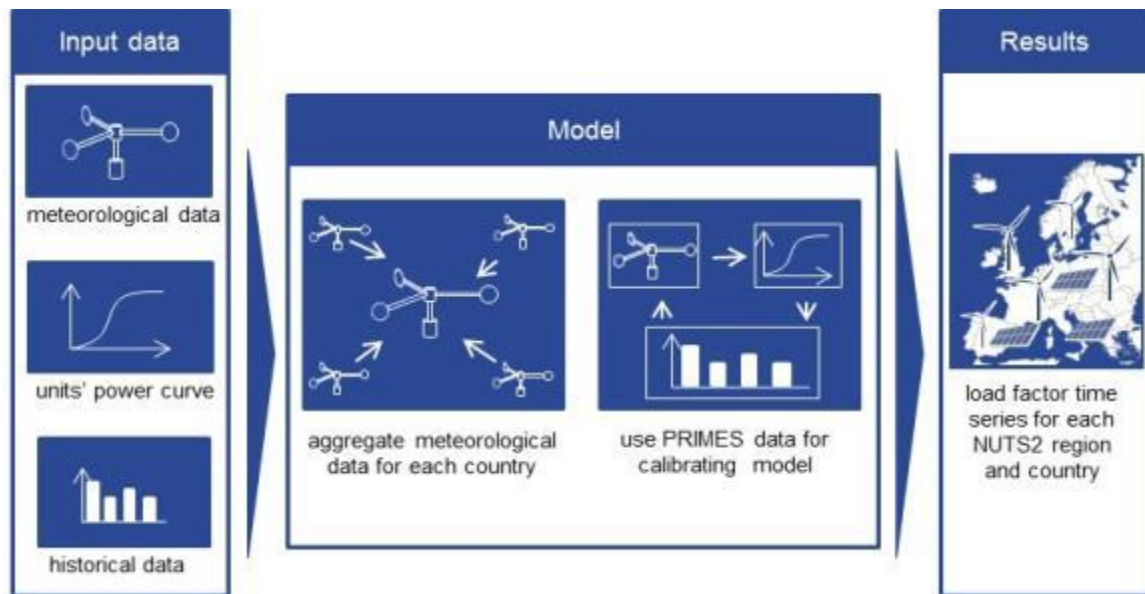 Input data
meteorological data
units' power curve
historical data
Model
aggregate meteorological
data for each country
use PRIMES data for
calibrating model
Results
load factor time
series for each
NUTS2 region
and country